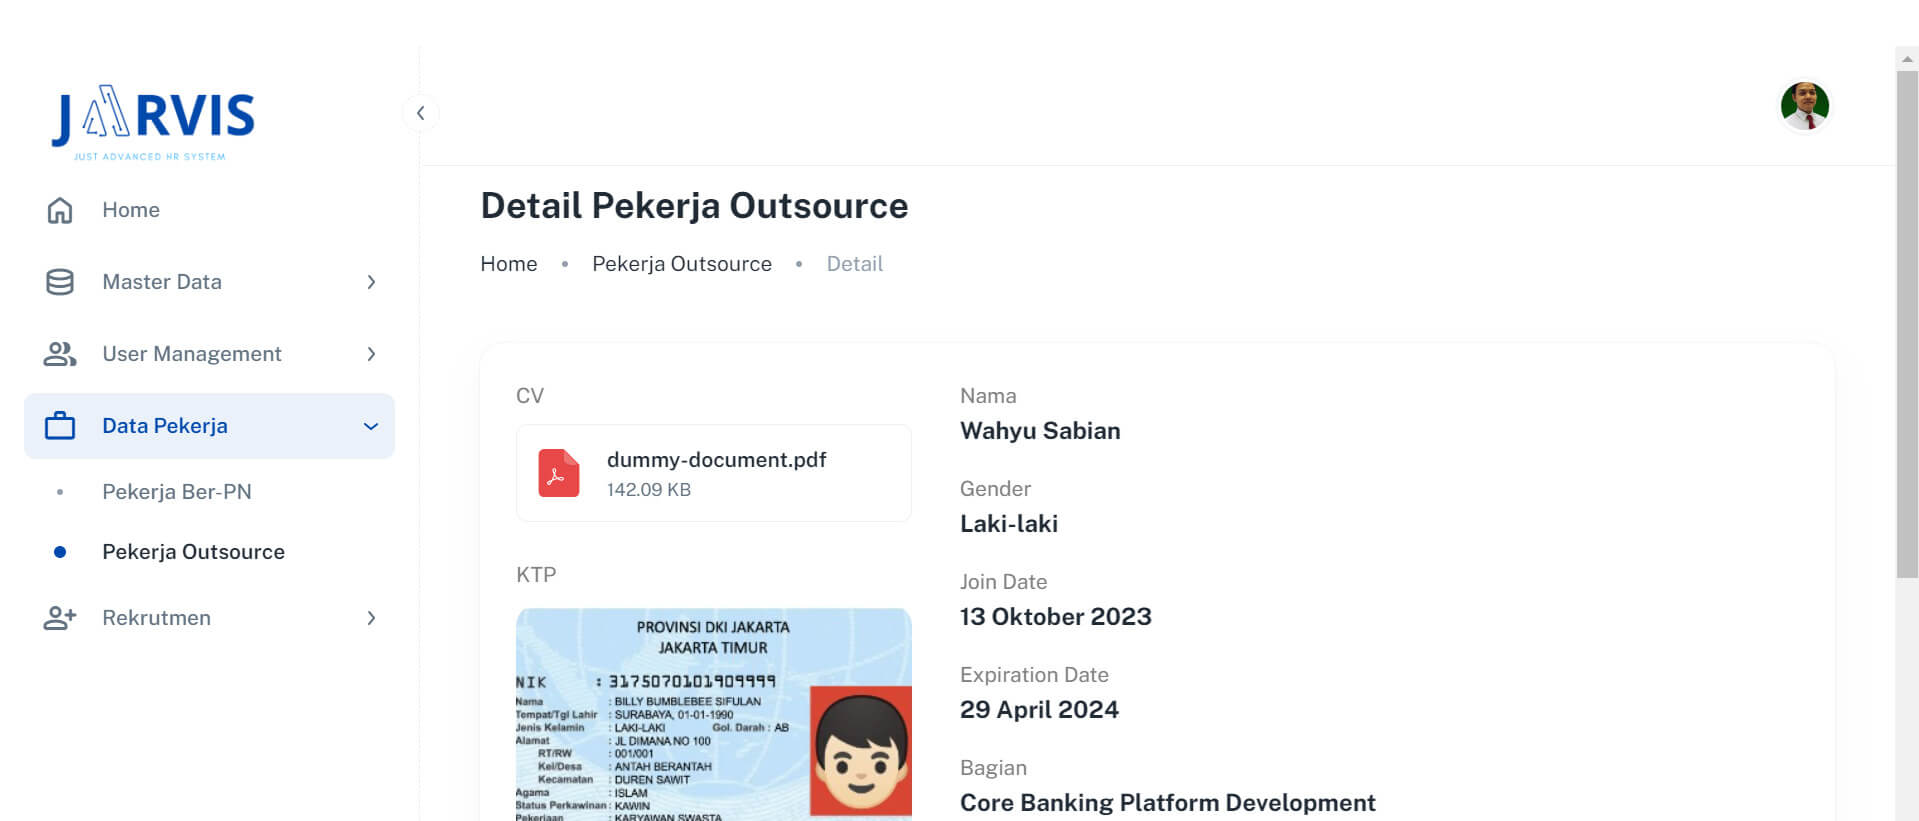 JARVIS
JUST ADVANCED HR SYSTEM
Home
Master Data
User Management
Data Pekerja
Pekerja Ber-PN
Pekerja Outsource
Rekrutmen
Detail Pekerja Outsource
Home • Pekerja Outsource • Detail
CV
dummy-document.pdf
142.09 KB
KTP
PROVINSI DKI JAKARTA
JAKARTA TIMUR
NIK : 3175070101909999
Nama : BILLY BUMBLEBEE SIFULAN
Tempat/Tgl Lahir : SURABAYA, 01-01-1990
Jenis Kelamin : LAKI-LAKI Gol. Darah : AB
Alamat : JL DIMANA NO 100
RT/RW : 001/001
Kel/Desa : ANTAH BERANTAH
Kecamatan : DUREN SAWIT
Agama : ISLAM
Status Perkawinan : KAWIN
Pekerjaan : KARYAWAN SWASTA
Nama
Wahyu Sabian
Gender
Laki-laki
Join Date
13 Oktober 2023
Expiration Date
29 April 2024
Bagian
Core Banking Platform Development